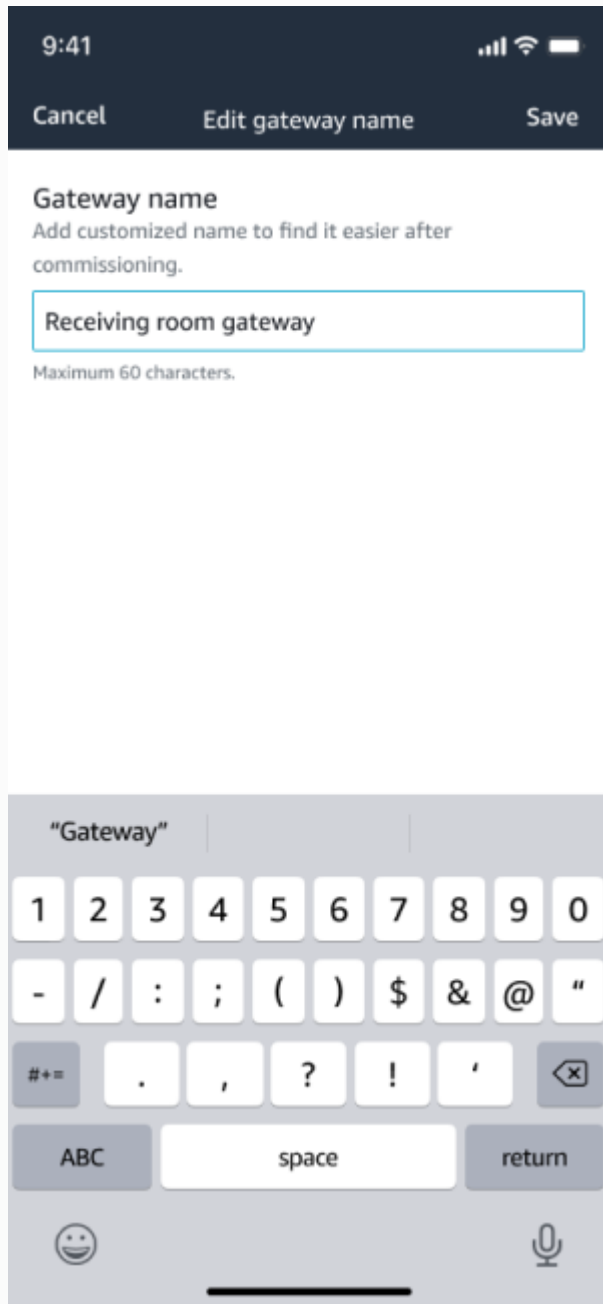 9:41
Cancel Edit gateway name Save
Gateway name
Add customized name to find it easier after
commissioning.
Receiving room gateway
Maximum 60 characters.
“Gateway”
1 2 3 4 5 6 7 8 9 0
- / : ; ( ) $ & @ “
#+= . , ? ! ‘
ABC space return